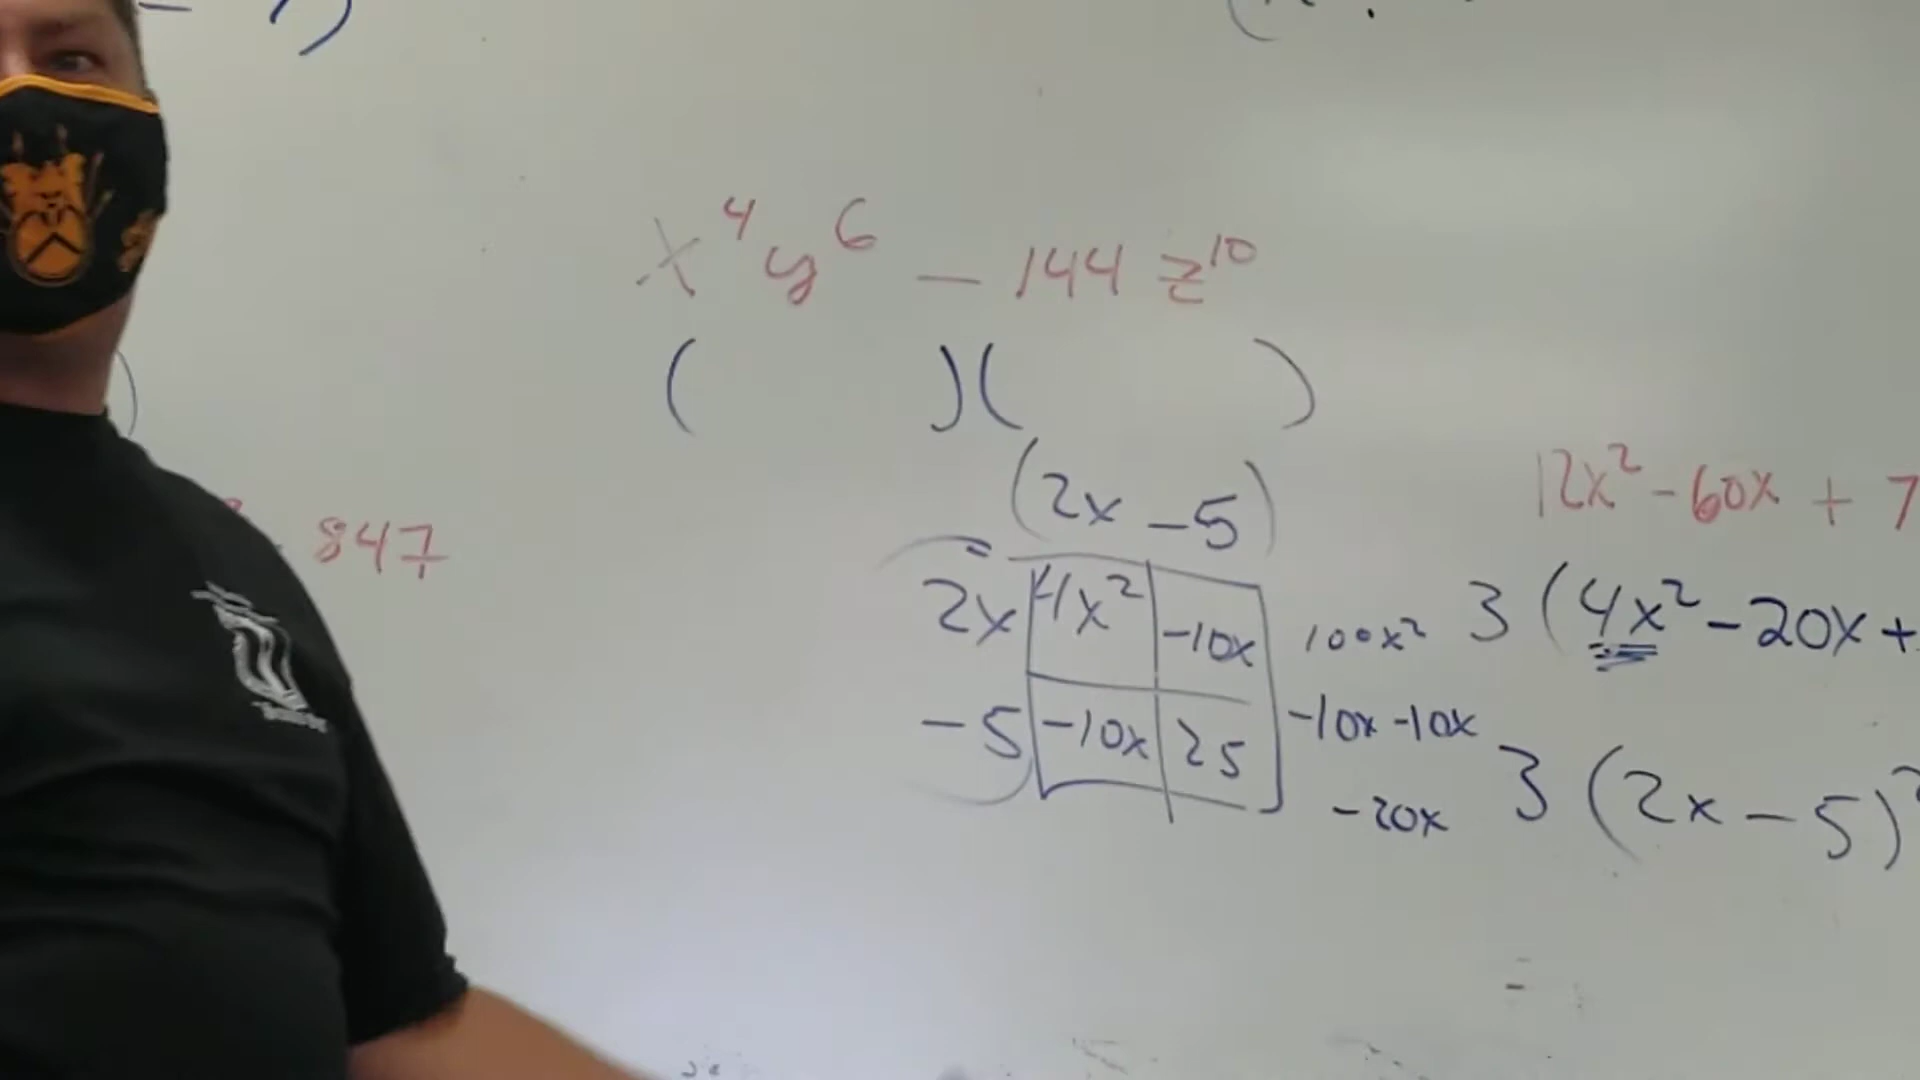 x⁴y⁶ - 144z¹⁰
(        )(        )
847
(2x - 5)
2x 4x² -10x
-5 -10x 25
100x²
-10x -10x
-20x
12x² - 60x + 7
3(4x² - 20x +
3(2x - 5)²